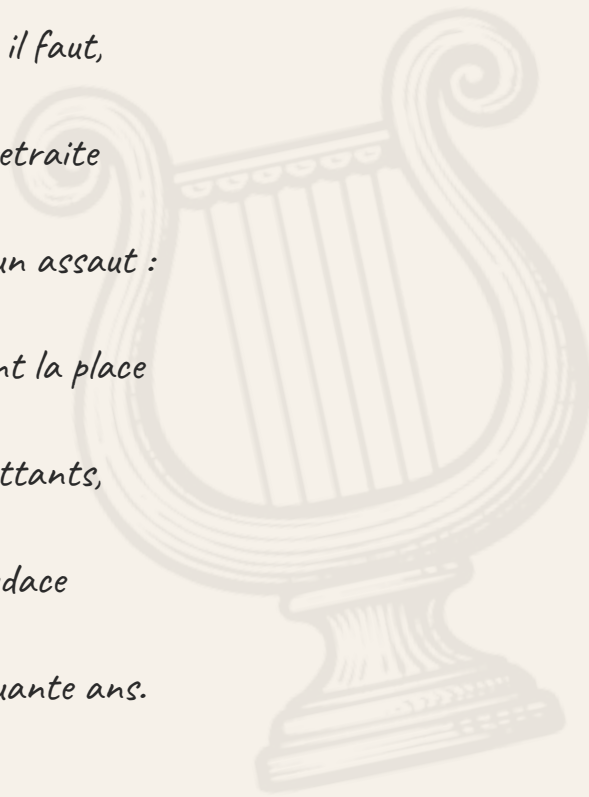 il faut,
etraite
un assaut :
nt la place
ttants,
dace
uante ans.